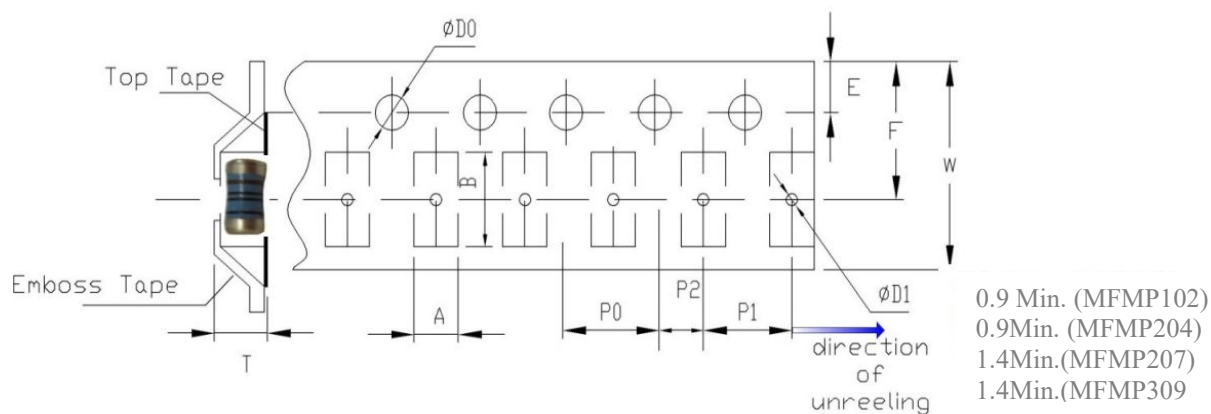 ØD0
Top Tape
E
F
W
B
Emboss Tape
A
T
P0
P2
P1
ØD1
direction
of
unreeling
0.9 Min. (MFMP102)
0.9Min. (MFMP204)
1.4Min.(MFMP207)
1.4Min.(MFMP309